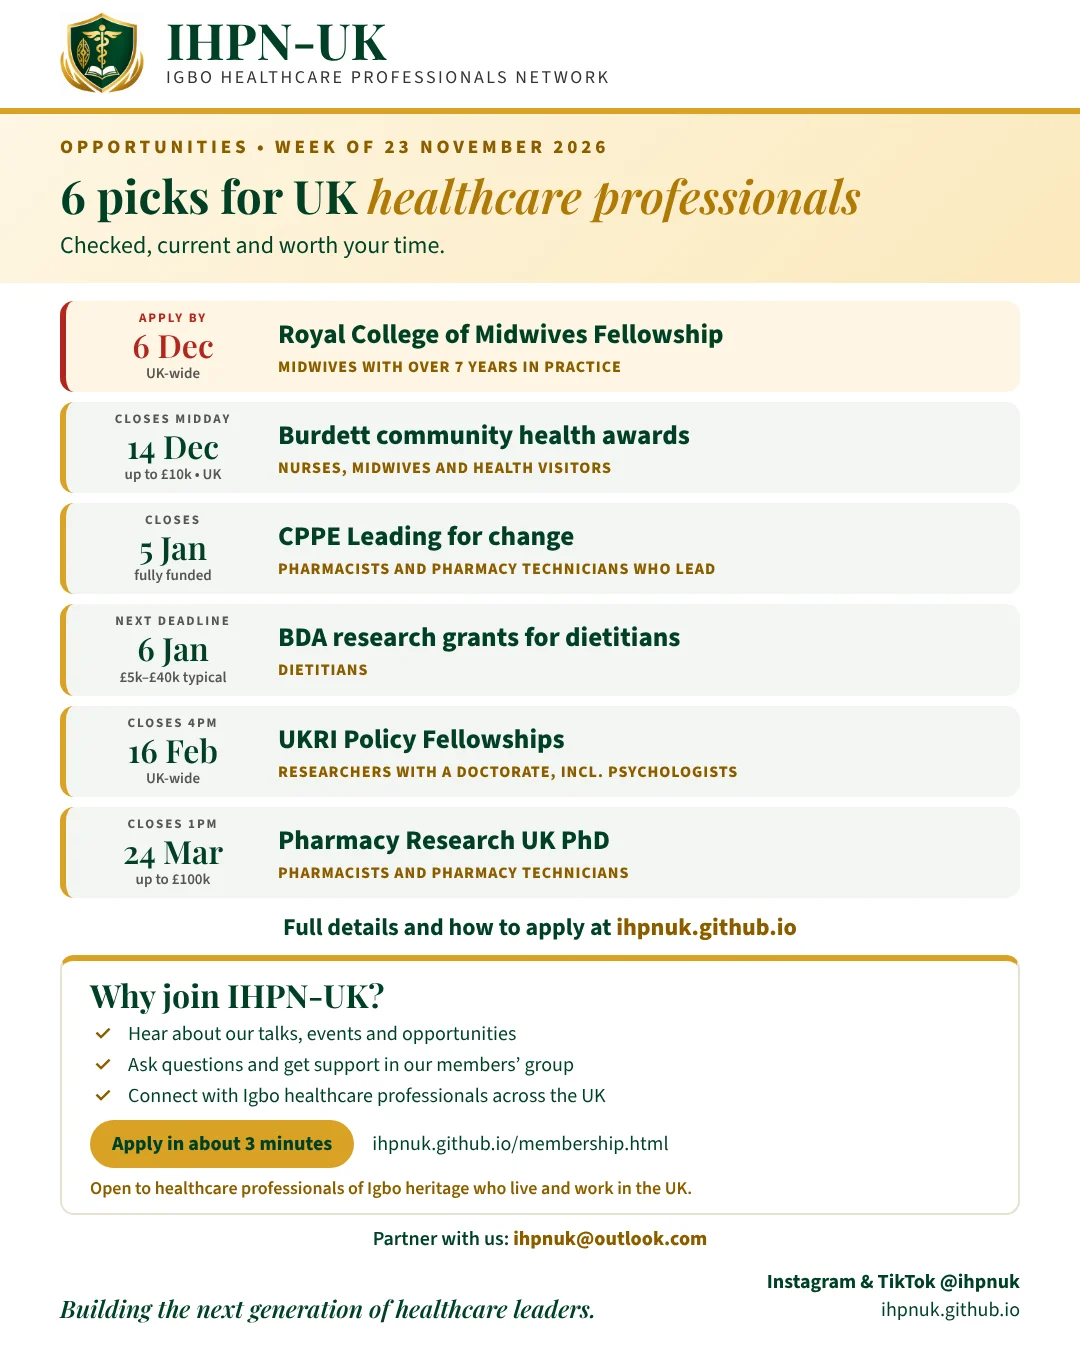 IHPN-UK
IGBO HEALTHCARE PROFESSIONALS NETWORK
OPPORTUNITIES • WEEK OF 23 NOVEMBER 2026
6 picks for UK healthcare professionals
Checked, current and worth your time.
APPLY BY
6 Dec
UK-wide
Royal College of Midwives Fellowship
MIDWIVES WITH OVER 7 YEARS IN PRACTICE
CLOSES MIDDAY
14 Dec
up to £10k • UK
Burdett community health awards
NURSES, MIDWIVES AND HEALTH VISITORS
CLOSES
5 Jan
fully funded
CPPE Leading for change
PHARMACISTS AND PHARMACY TECHNICIANS WHO LEAD
NEXT DEADLINE
6 Jan
£5k–£40k typical
BDA research grants for dietitians
DIETITIANS
CLOSES 4PM
16 Feb
UK-wide
UKRI Policy Fellowships
RESEARCHERS WITH A DOCTORATE, INCL. PSYCHOLOGISTS
CLOSES 1PM
24 Mar
up to £100k
Pharmacy Research UK PhD
PHARMACISTS AND PHARMACY TECHNICIANS
Full details and how to apply at ihpnuk.github.io
Why join IHPN-UK?
Hear about our talks, events and opportunities
Ask questions and get support in our members’ group
Connect with Igbo healthcare professionals across the UK
Apply in about 3 minutes
ihpnuk.github.io/membership.html
Open to healthcare professionals of Igbo heritage who live and work in the UK.
Partner with us: ihpnuk@outlook.com
Building the next generation of healthcare leaders.
Instagram & TikTok @ihpnuk
ihpnuk.github.io